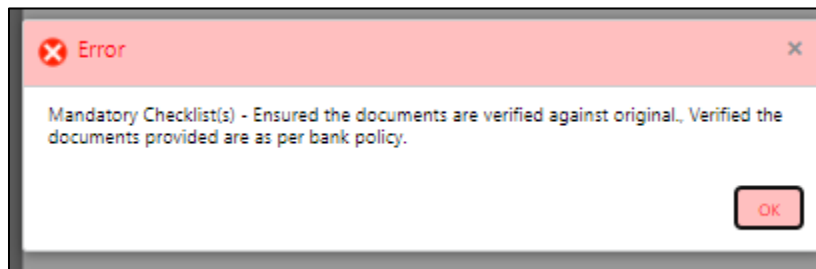 Error
Mandatory Checklist(s) - Ensured the documents are verified against original., Verified the
documents provided are as per bank policy.
OK